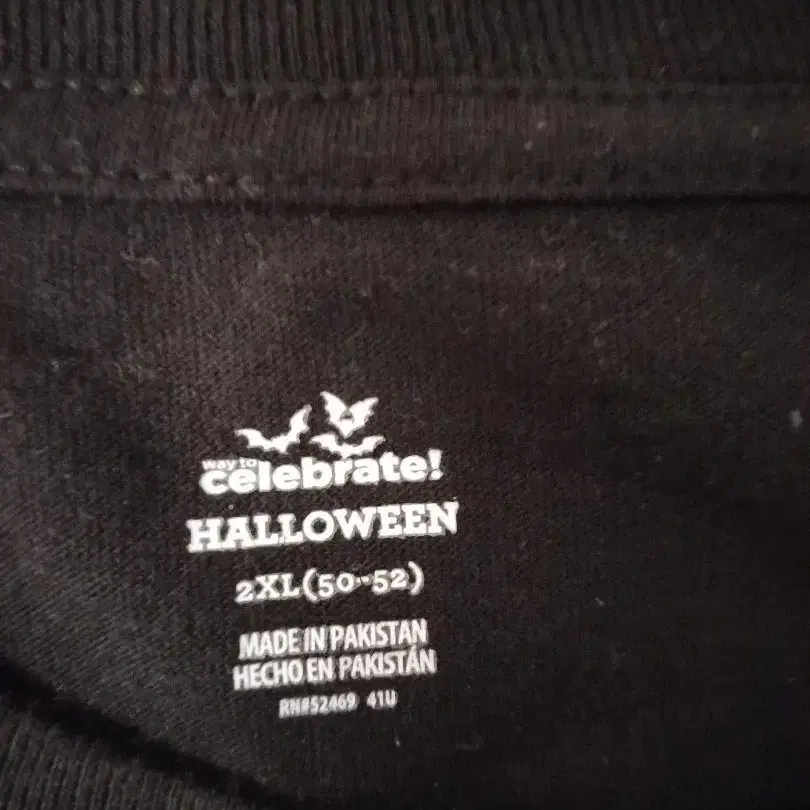 way to
celebrate!
HALLOWEEN
2XL (50-52)
MADE IN PAKISTAN
HECHO EN PAKISTÁN
RN#52469 41U